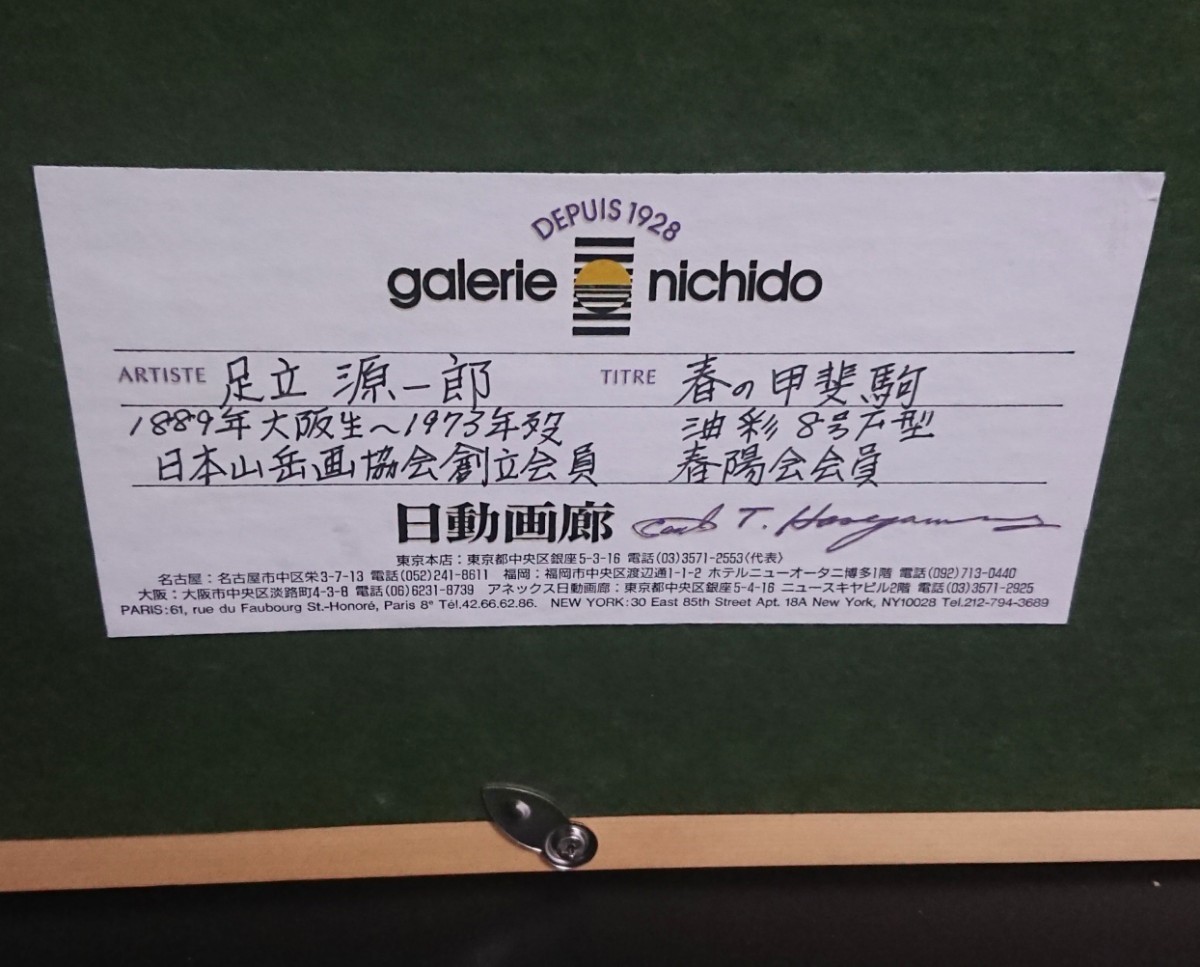 DEPUIS 1928
galerie nichido
ARTISTE 足立 源一郎 TITRE 春の甲斐駒
1889年大阪生〜1973年歿 油彩 8号戸型
日本山岳画協会創立会員 春陽会会員
日動画廊 T. Hasegawa
東京本店：東京都中央区銀座5-3-16 電話(03)3571-2553〈代表〉
名古屋：名古屋市中区栄3-7-13 電話(052)241-8611 福岡：福岡市中央区渡辺通1-1-2 ホテルニューオータニ博多1階 電話(092)713-0440
大阪：大阪市中央区淡路町4-3-8 電話(06)6231-8739 アネックス日動画廊：東京都中央区銀座5-4-16 ニュースキヤビル2階 電話(03)3571-2925
PARIS:61, rue du Faubourg St.-Honoré, Paris 8e Tél.42.66.62.86. NEW YORK:30 East 85th Street Apt. 18A New York, NY10028 Tel.212-794-3689